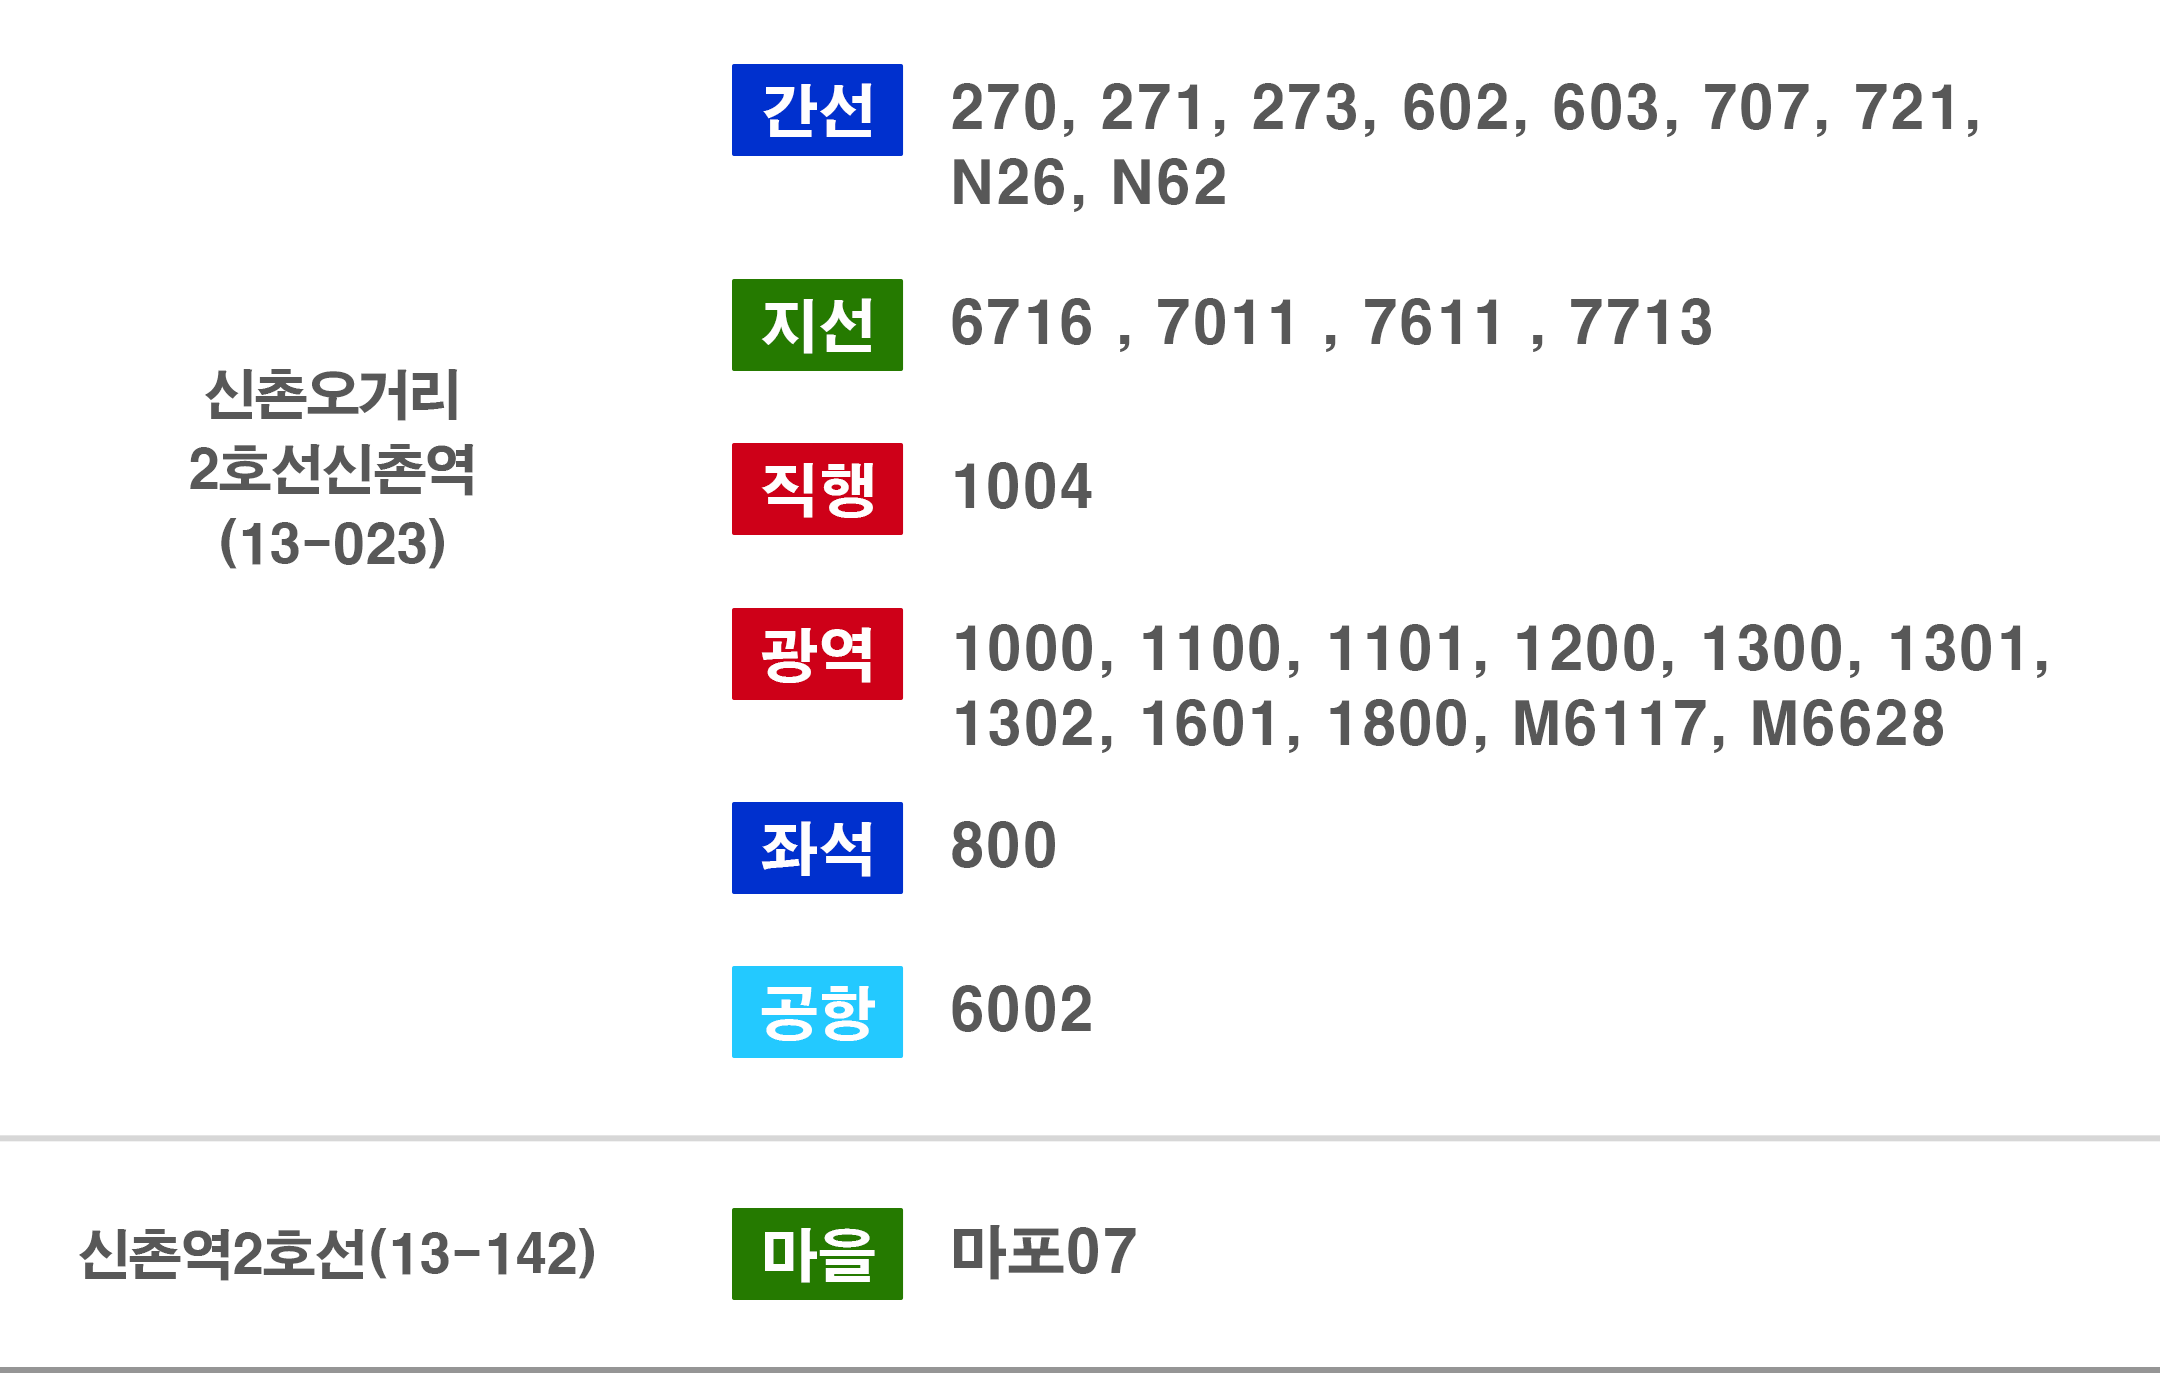 신촌오거리
2호선신촌역
(13-023)
간선 270, 271, 273, 602, 603, 707, 721,
N26, N62
지선 6716 , 7011 , 7611 , 7713
직행 1004
광역 1000, 1100, 1101, 1200, 1300, 1301,
1302, 1601, 1800, M6117, M6628
좌석 800
공항 6002
신촌역2호선(13-142) 마을 마포07